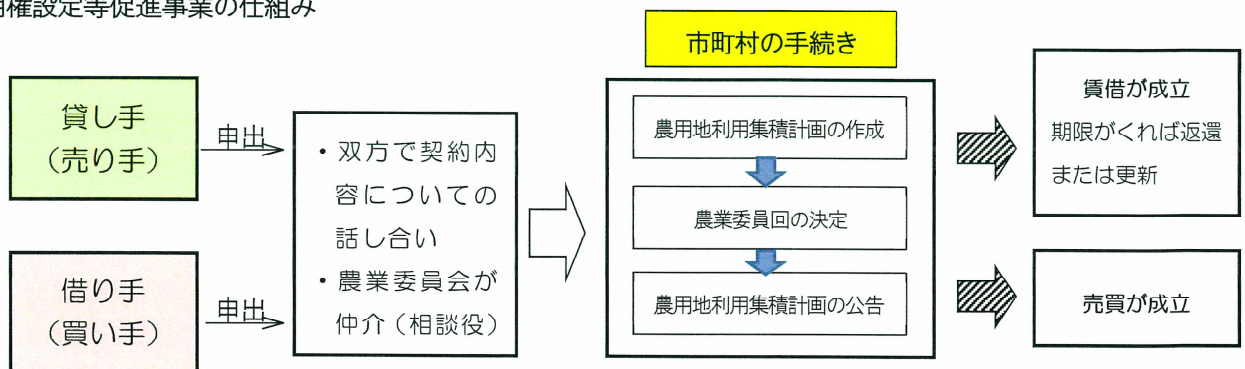 用権設定等促進事業の仕組み
貸し手
（売り手）
申出
借り手
（買い手）
申出
・双方で契約内
容についての
話し合い
・農業委員会が
仲介（相談役）
市町村の手続き
農用地利用集積計画の作成
農業委員回の決定
農用地利用集積計画の公告
賃借が成立
期限がくれば返還
または更新
売買が成立